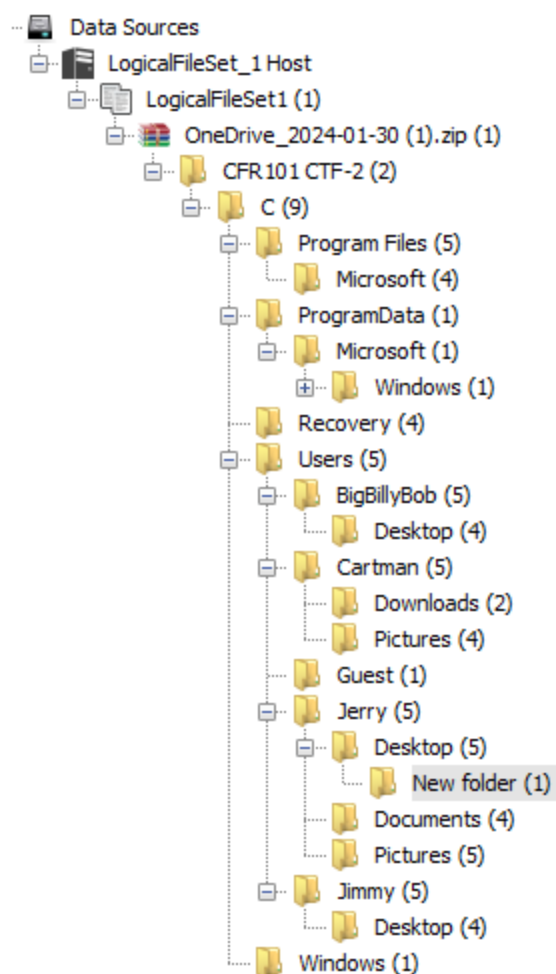 Data Sources
LogicalFileSet_1 Host
LogicalFileSet1 (1)
OneDrive_2024-01-30 (1).zip (1)
CFR101 CTF-2 (2)
C (9)
Program Files (5)
Microsoft (4)
ProgramData (1)
Microsoft (1)
Windows (1)
Recovery (4)
Users (5)
BigBillyBob (5)
Desktop (4)
Cartman (5)
Downloads (2)
Pictures (4)
Guest (1)
Jerry (5)
Desktop (5)
New folder (1)
Documents (4)
Pictures (5)
Jimmy (5)
Desktop (4)
Windows (1)